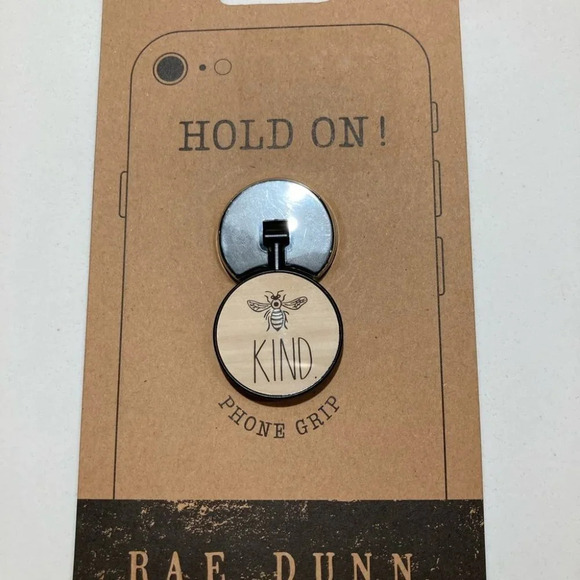 HOLD ON!
KIND.
PHONE GRIP
RAE DUNN